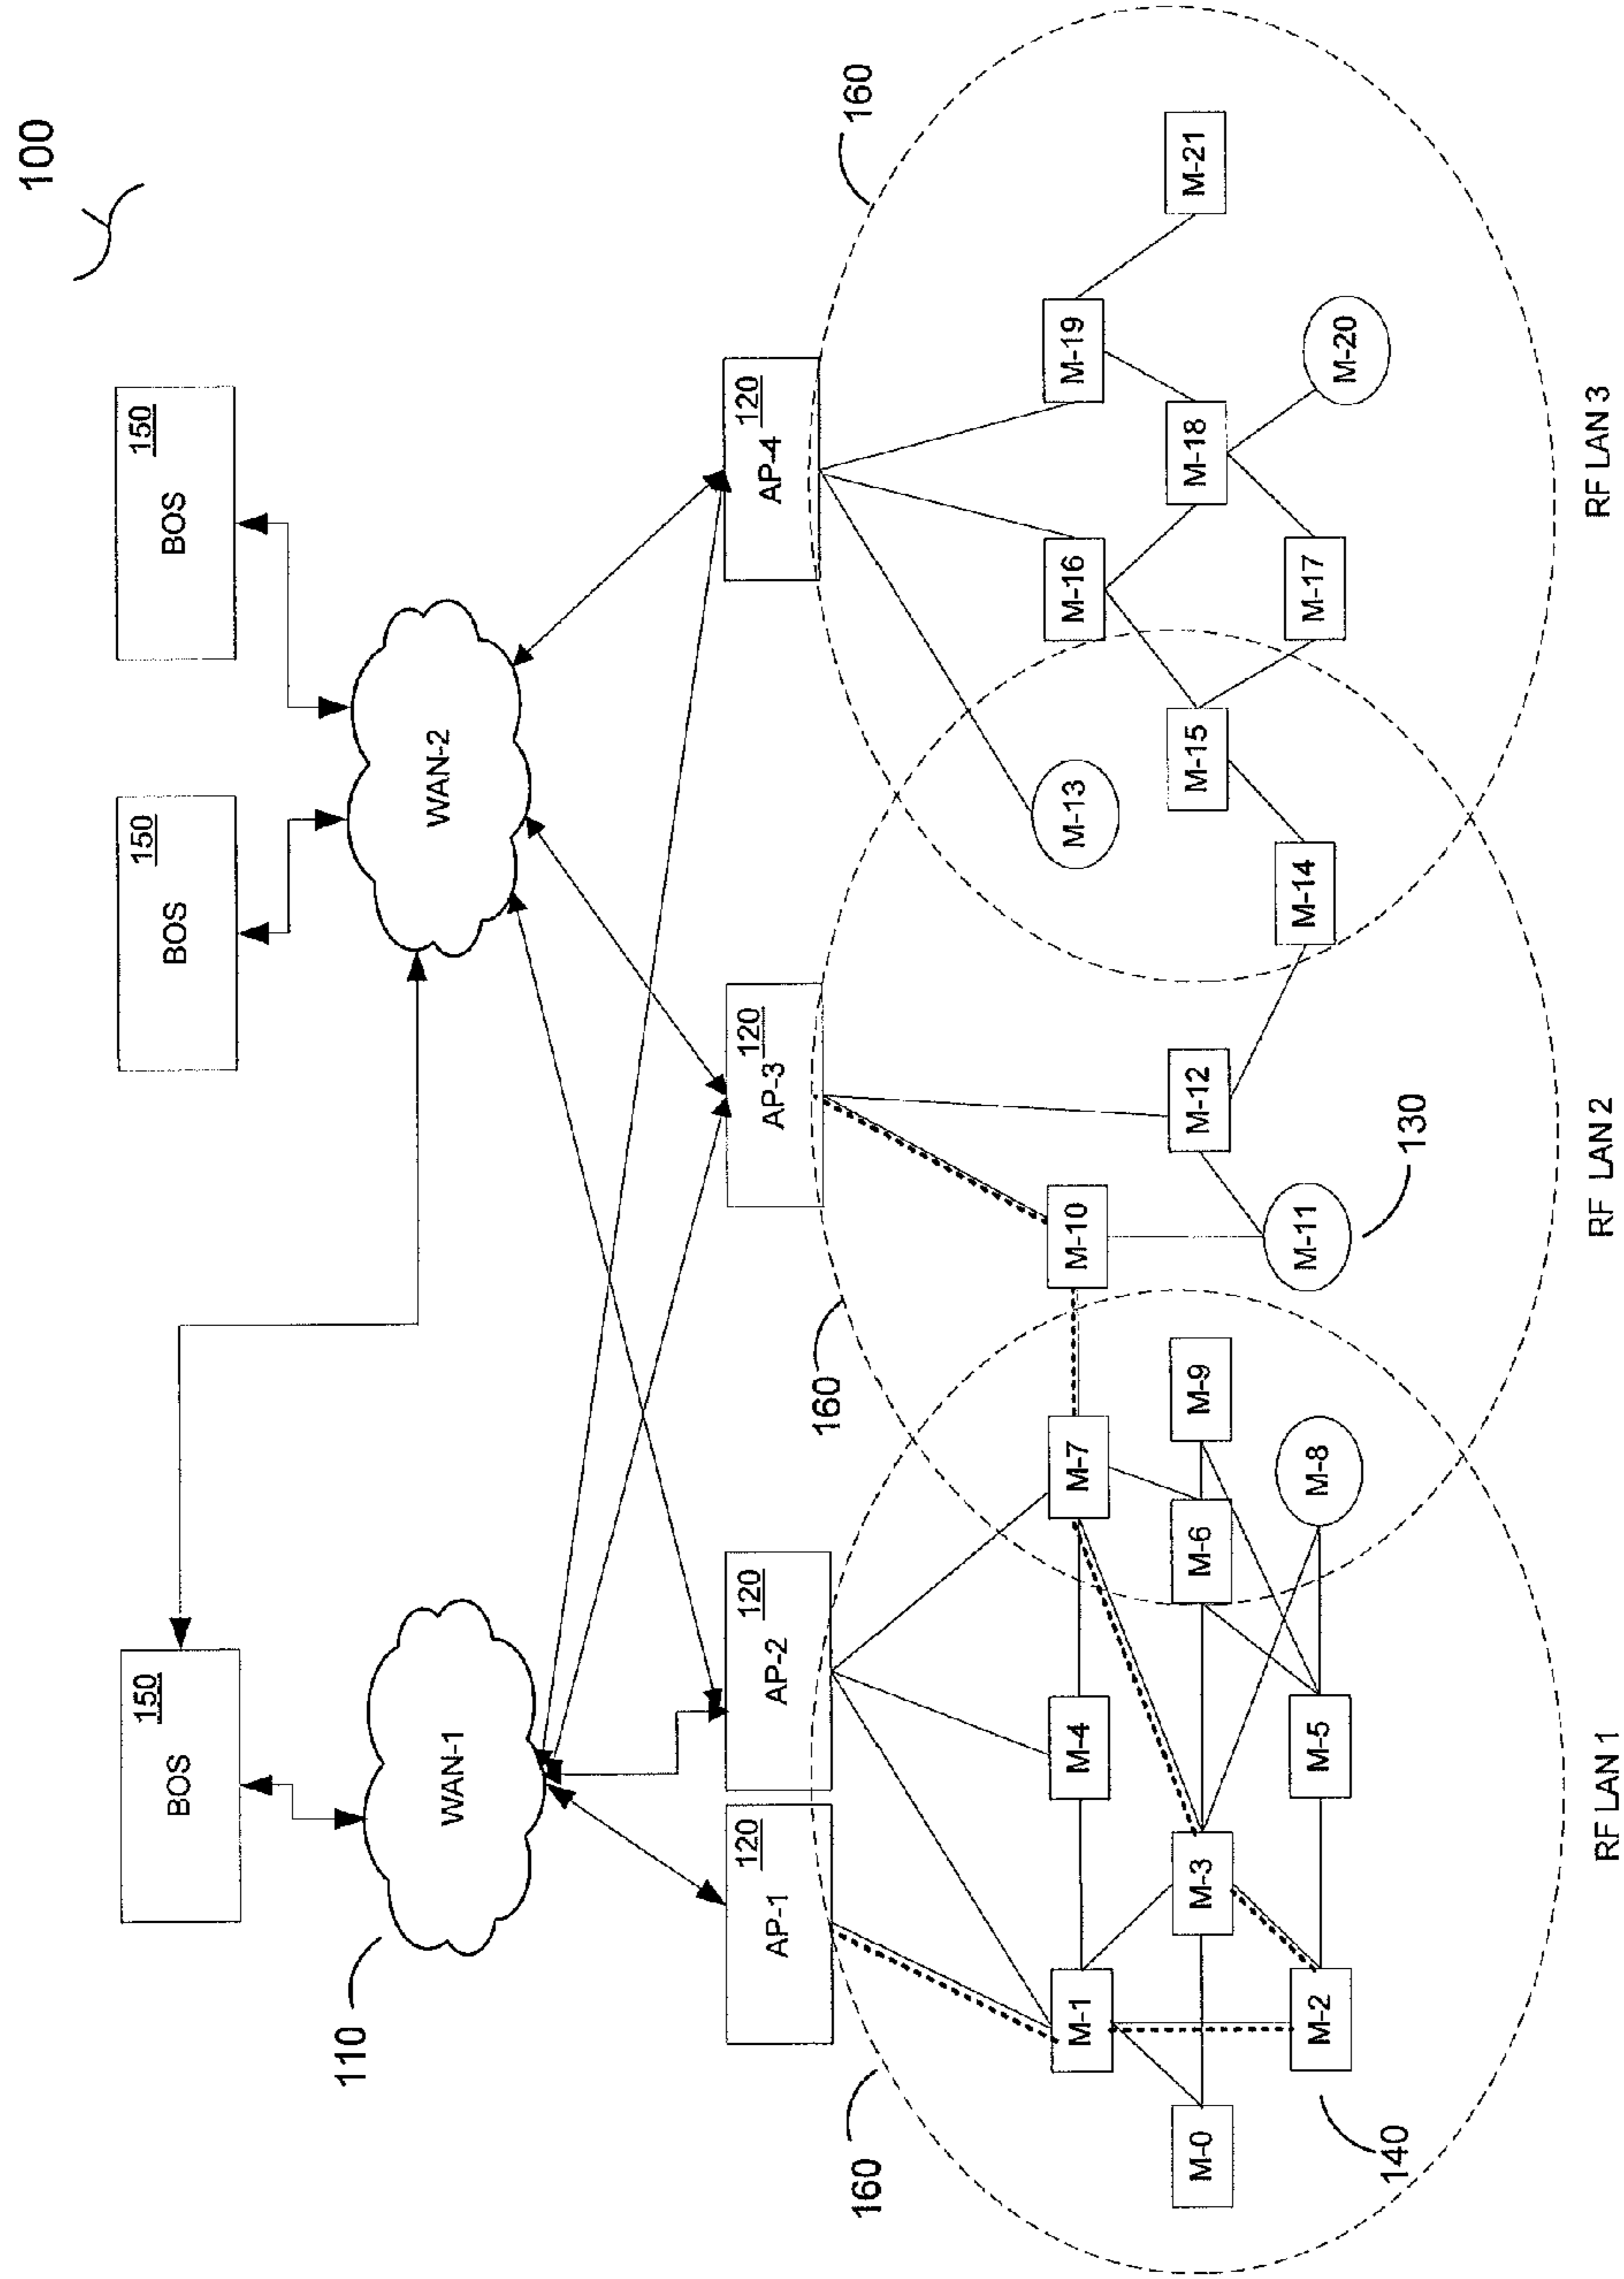 100
BOS 150
BOS 150
BOS 150
WAN-1
WAN-2
110
AP-1 120
AP-2 120
AP-3 120
AP-4 120
160
160
160
M-1
M-4
M-7
M-10
M-13
M-16
M-19
M-0
M-3
M-6
M-9
M-12
M-15
M-18
M-21
M-2
M-5
M-8
M-11
M-14
M-17
M-20
140
130
RF LAN 1
RF LAN 2
RF LAN 3